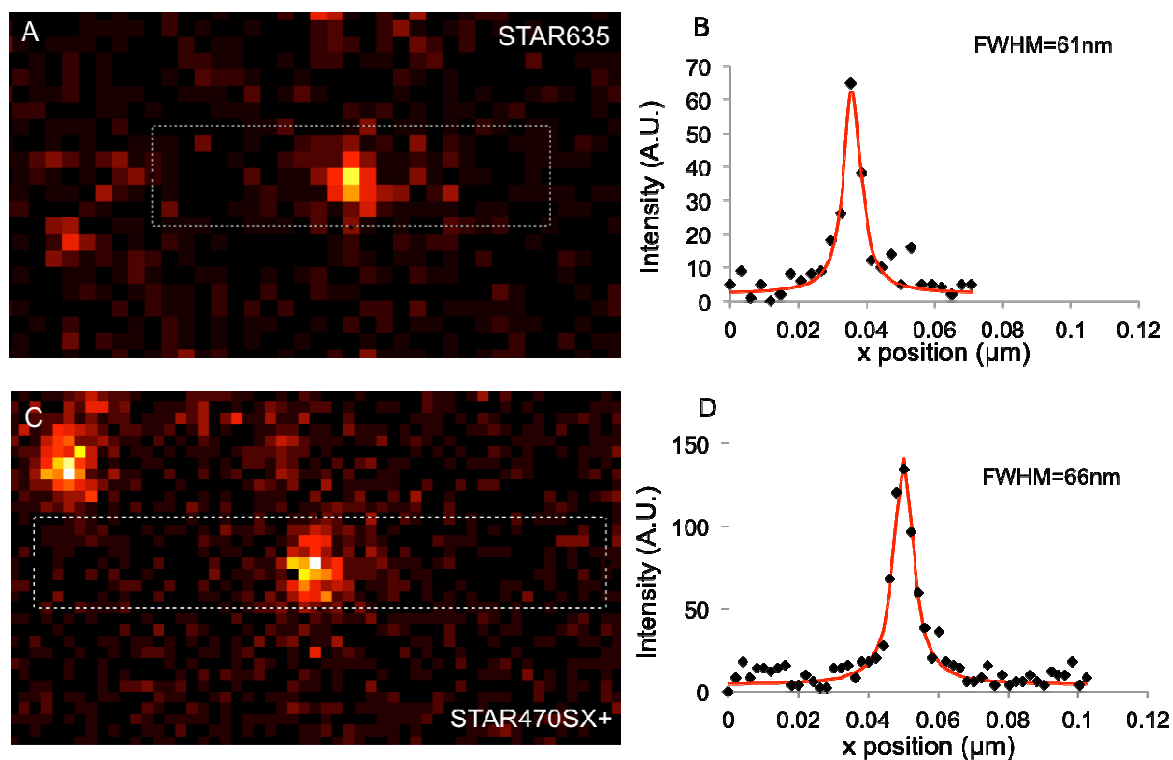 A
STAR635
B
FWHM=61nm
Intensity (A.U.)
70
60
50
40
30
20
10
0
0 0.02 0.04 0.06 0.08 0.1 0.12
x position (µm)
C
STAR470SX+
D
FWHM=66nm
Intensity (A.U.)
150
100
50
0
0 0.02 0.04 0.06 0.08 0.1 0.12
x position (µm)